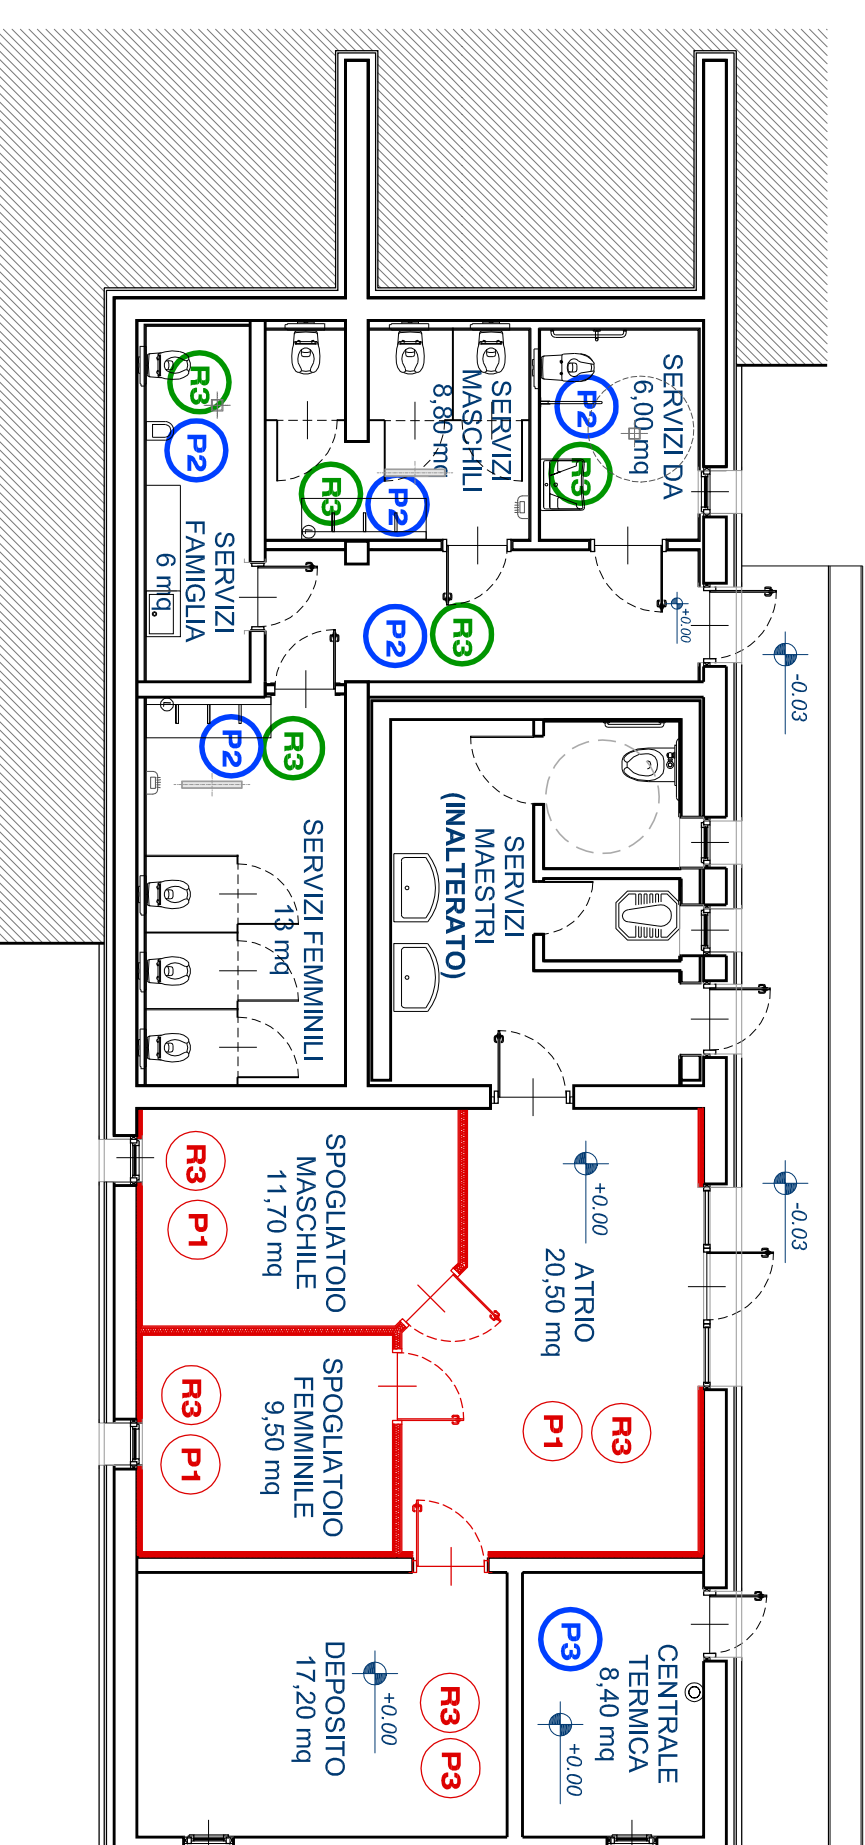 SERVIZI DA
6,00 mq
P2
R3
SERVIZI
MASCHILI
8,80 mq
R3
P2
R3
P2
SERVIZI
FAMIGLIA
6 mq
P2
R3
+0.00
-0.03
P2
R3
SERVIZI FEMMINILI
13 mq
SERVIZI
MAESTRI
(INALTERATO)
SPOGLIATOIO
MASCHILE
11,70 mq
R3
P1
+0.00
-0.03
ATRIO
20,50 mq
P1
R3
SPOGLIATOIO
FEMMINILE
9,50 mq
R3
P1
DEPOSITO
17,20 mq
+0.00
R3
P3
CENTRALE
TERMICA
8,40 mq
P3
+0.00